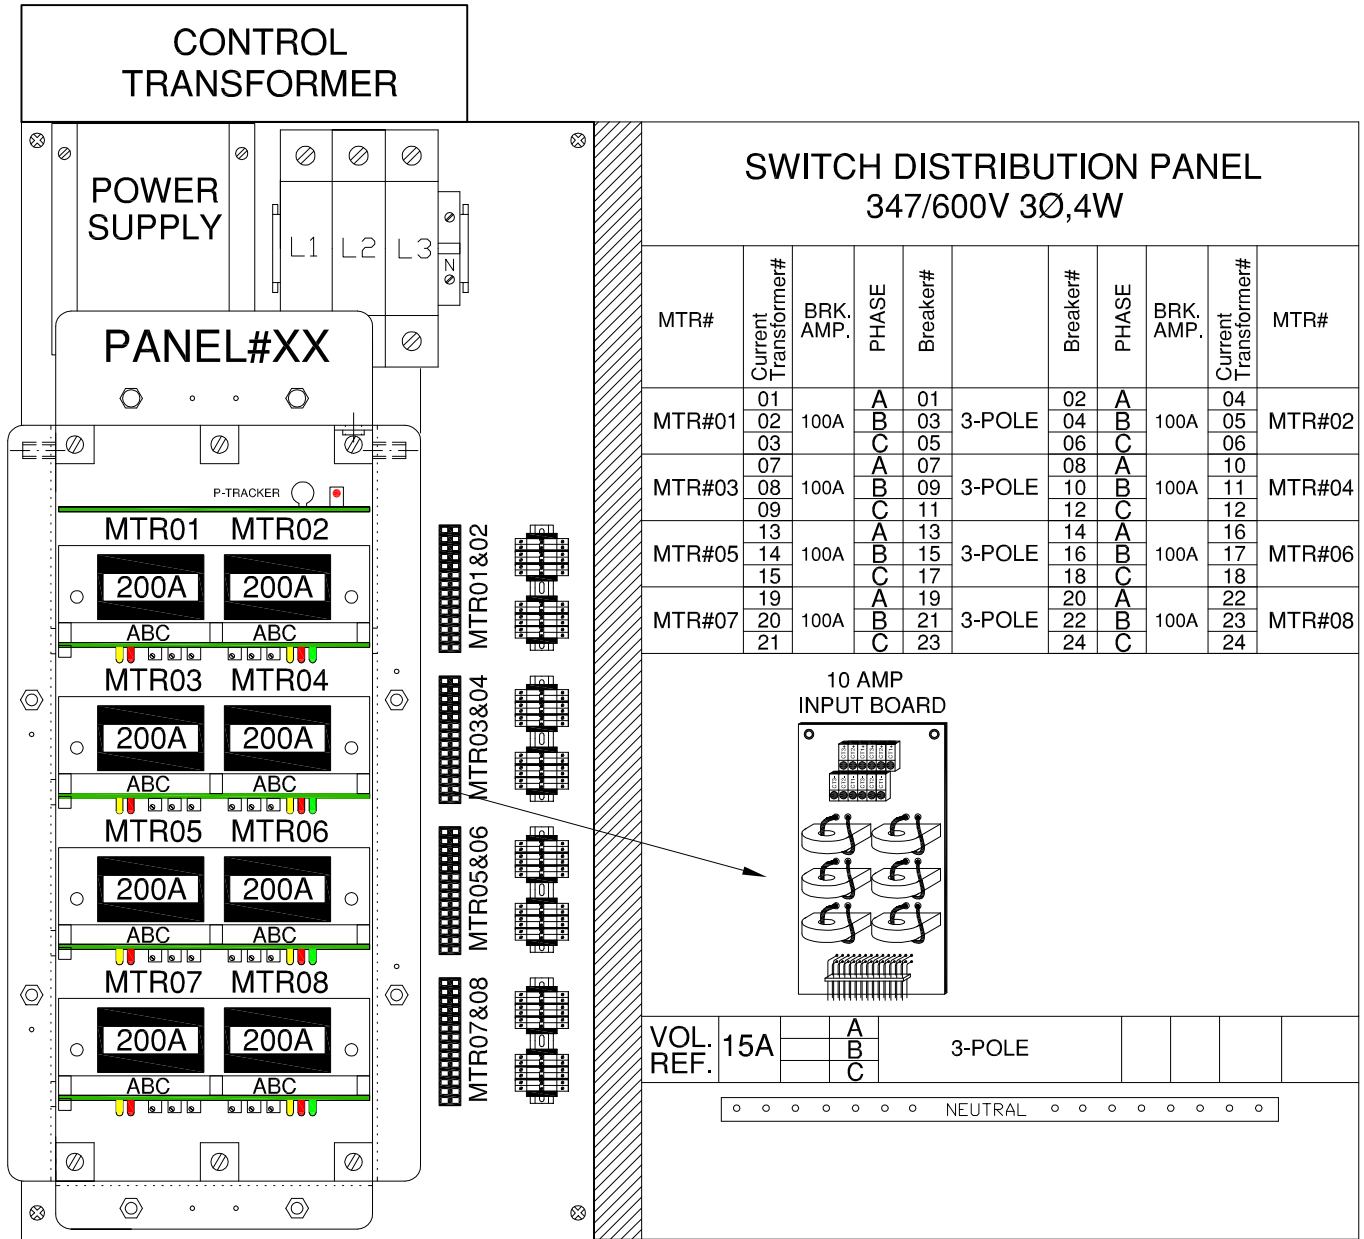 CONTROL
TRANSFORMER
POWER
SUPPLY
L1 L2 L3
N
PANEL#XX
P-TRACKER
MTR01 MTR02
200A 200A
ABC ABC
MTR03 MTR04
200A 200A
ABC ABC
MTR05 MTR06
200A 200A
ABC ABC
MTR07 MTR08
200A 200A
ABC ABC
MTR01&02
MTR03&04
MTR05&06
MTR07&08
SWITCH DISTRIBUTION PANEL
347/600V 3Ø,4W
MTR# Current Transformer# BRK. AMP. PHASE Breaker# Breaker# PHASE BRK. AMP. Current Transformer# MTR#
01 A 01 02 A 04
MTR#01 02 100A B 03 3-POLE 04 B 100A 05 MTR#02
03 C 05 06 C 06
07 A 07 08 A 10
MTR#03 08 100A B 09 3-POLE 10 B 100A 11 MTR#04
09 C 11 12 C 12
13 A 13 14 A 16
MTR#05 14 100A B 15 3-POLE 16 B 100A 17 MTR#06
15 C 17 18 C 18
19 A 19 20 A 22
MTR#07 20 100A B 21 3-POLE 22 B 100A 23 MTR#08
21 C 23 24 C 24
10 AMP
INPUT BOARD
VOL.
REF.
15A
A
B
C
3-POLE
NEUTRAL